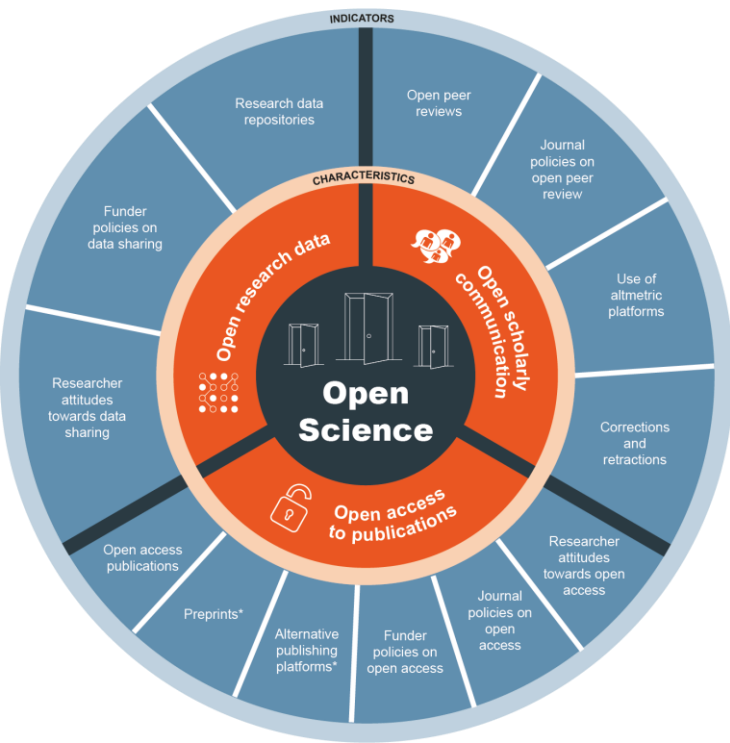 INDICATORS
Research data
repositories
Open peer
reviews
Journal
policies on
open peer
review
Funder
policies on
data sharing
Use of
altmetric
platforms
Researcher
attitudes
towards data
sharing
Corrections
and
retractions
CHARACTERISTICS
Open research data
Open scholarly
communication
Open
Science
Open access
to publications
Open access
publications
Preprints*
Alternative
publishing
platforms*
Funder
policies on
open access
Journal
policies on
open
access
Researcher
attitudes
towards open
access